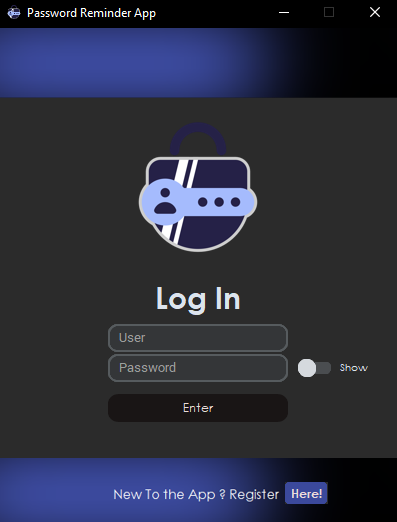 Password Reminder App
Log In
User
Password
Show
Enter
New To the App ? Register Here!